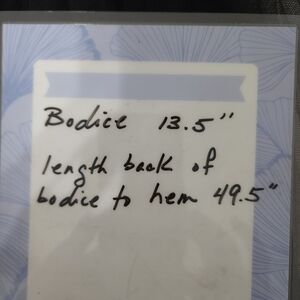 Bodice 13.5"
length back of
bodice to hem 49.5"